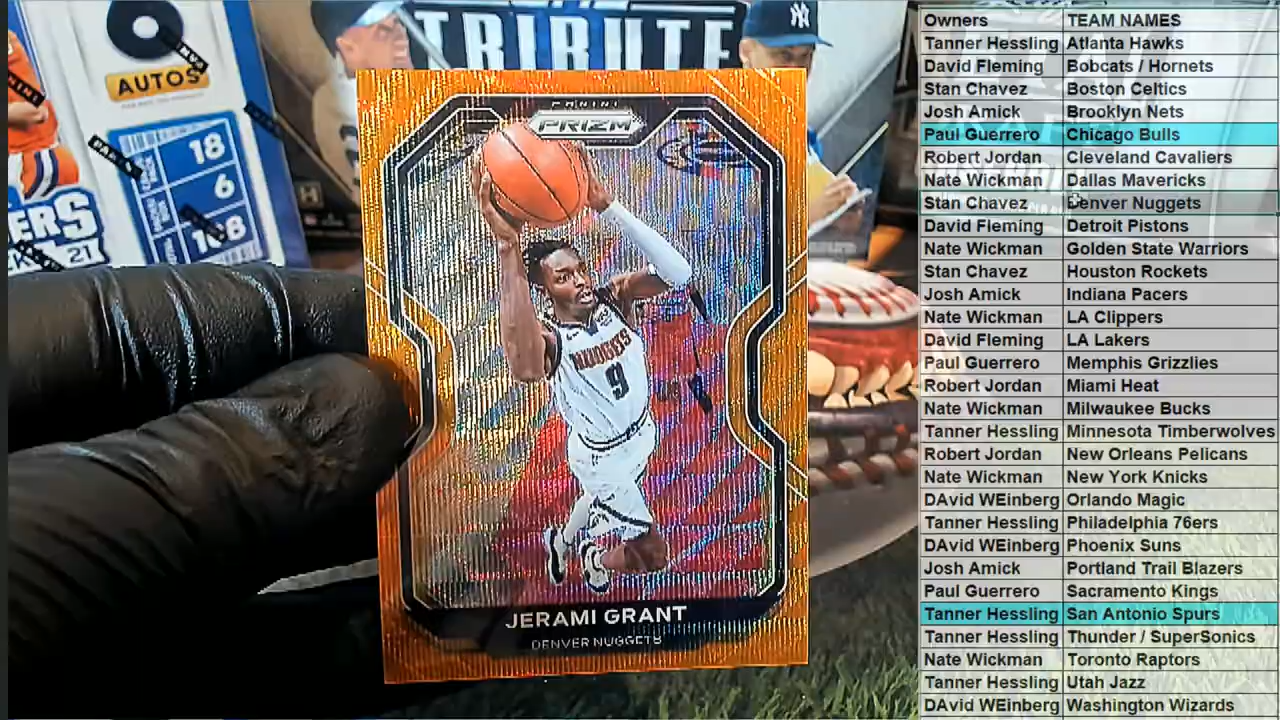 TRIBUTE
NY
6
AUTOS
18
6
108
ERS
21
PANINI
PRIZM
NUGGETS
9
JERAMI GRANT
DENVER NUGGETS
Owners TEAM NAMES
Tanner Hessling Atlanta Hawks
David Fleming Bobcats / Hornets
Stan Chavez Boston Celtics
Josh Amick Brooklyn Nets
Paul Guerrero Chicago Bulls
Robert Jordan Cleveland Cavaliers
Nate Wickman Dallas Mavericks
Stan Chavez Denver Nuggets
David Fleming Detroit Pistons
Nate Wickman Golden State Warriors
Stan Chavez Houston Rockets
Josh Amick Indiana Pacers
Nate Wickman LA Clippers
David Fleming LA Lakers
Paul Guerrero Memphis Grizzlies
Robert Jordan Miami Heat
Nate Wickman Milwaukee Bucks
Tanner Hessling Minnesota Timberwolves
Robert Jordan New Orleans Pelicans
Nate Wickman New York Knicks
DAvid WEinberg Orlando Magic
Tanner Hessling Philadelphia 76ers
DAvid WEinberg Phoenix Suns
Josh Amick Portland Trail Blazers
Paul Guerrero Sacramento Kings
Tanner Hessling San Antonio Spurs
Tanner Hessling Thunder / SuperSonics
Nate Wickman Toronto Raptors
Tanner Hessling Utah Jazz
DAvid WEinberg Washington Wizards